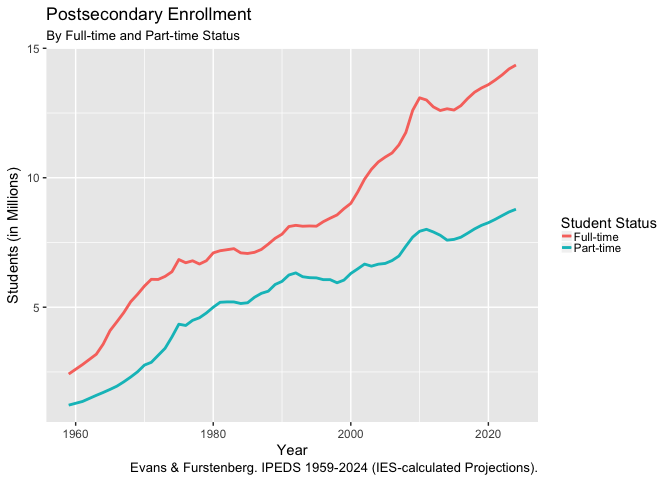 Postsecondary Enrollment
By Full-time and Part-time Status
15
10
5
Students (in Millions)
1960 1980 2000 2020
Year
Student Status
Full-time
Part-time
Evans & Furstenberg. IPEDS 1959-2024 (IES-calculated Projections).